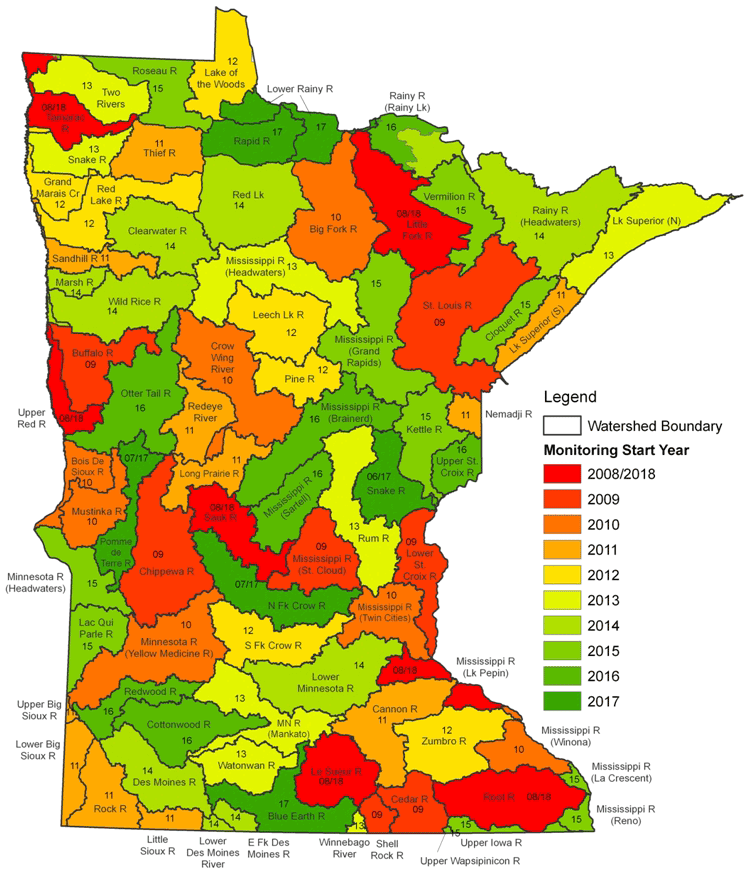 12
Lake of
the Woods
Roseau R
15
13
Two
Rivers
Lower Rainy R
Rainy R
(Rainy Lk)
16
08/18
Tamarac
R
17
17
Rapid R
11
Thief R
13
Snake R
Grand
Marais Cr
12
Red
Lake R
12
Red Lk
14
10
Big Fork R
08/18
Little
Fork R
Vermilion R
15
Rainy R
(Headwaters)
14
Lk Superior (N)
13
Clearwater R
14
Sandhill R 11
Mississippi R
(Headwaters) 13
Marsh R
14
Wild Rice R
14
15
St. Louis R
09
15
Cloquet R
11
Lk Superior (S)
Leech Lk R
12
Mississippi R
(Grand
Rapids)
Buffalo R
09
Crow
Wing
River
10
Pine R
12
Otter Tail R
16
Redeye
River
11
Upper
Red R
08/18
16
Mississippi R
(Brainerd)
15
Kettle R
11
Nemadji R
07/17
11
Long Prairie R
Bois De
Sioux R
10
16
Mississippi R
(Sartell)
06/17
Snake R
16
Upper St.
Croix R
Mustinka R
10
08/18
Sauk R
13
Rum R
09
Lower
St.
Croix R
Pomme
de
Terre R
09
Chippewa R
09
Mississippi R
(St. Cloud)
Minnesota R
(Headwaters)
15
07/17
N Fk Crow R
10
Mississippi R
(Twin Cities)
Lac Qui
Parle R
15
10
Minnesota R
(Yellow Medicine R)
12
S Fk Crow R
14
Lower
Minnesota R
08/18
Mississippi R
(Lk Pepin)
Redwood R
16
13
MN R
(Mankato)
Cannon R
11
12
Zumbro R
10
Mississippi R
(Winona)
Upper Big
Sioux R
11
Cottonwood R
16
Lower Big
Sioux R
11
13
Watonwan R
Le Sueur R
08/18
14
Des Moines R
15
Mississippi R
(La Crescent)
11
Rock R
17
Blue Earth R
Cedar R
09
09
Root R 08/18
Mississippi R
(Reno)
15
11
14
14
13
15
15
Upper Iowa R
Little
Sioux R
Lower
Des Moines
River
E Fk Des
Moines R
Winnebago
River
Shell
Rock R
Upper Wapsipinicon R
Legend
Watershed Boundary
Monitoring Start Year
2008/2018
2009
2010
2011
2012
2013
2014
2015
2016
2017